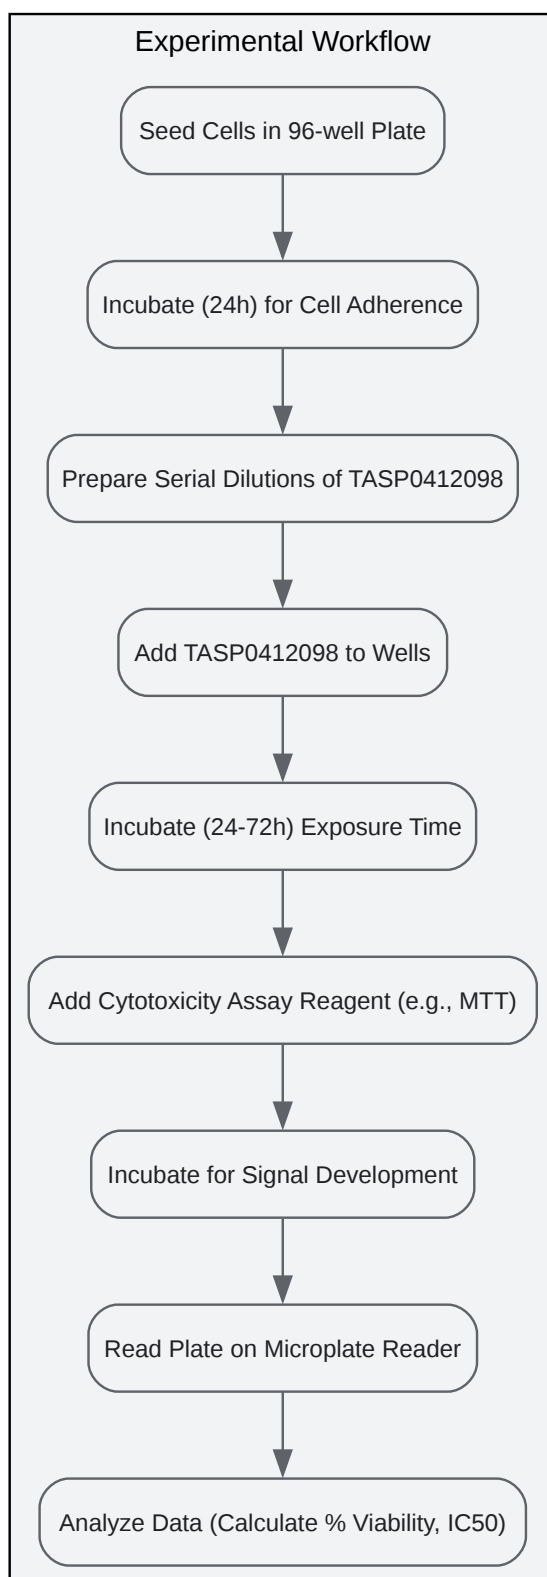 Experimental Workflow
Seed Cells in 96-well Plate
Incubate (24h) for Cell Adherence
Prepare Serial Dilutions of TASP0412098
Add TASP0412098 to Wells
Incubate (24-72h) Exposure Time
Add Cytotoxicity Assay Reagent (e.g., MTT)
Incubate for Signal Development
Read Plate on Microplate Reader
Analyze Data (Calculate % Viability, IC50)